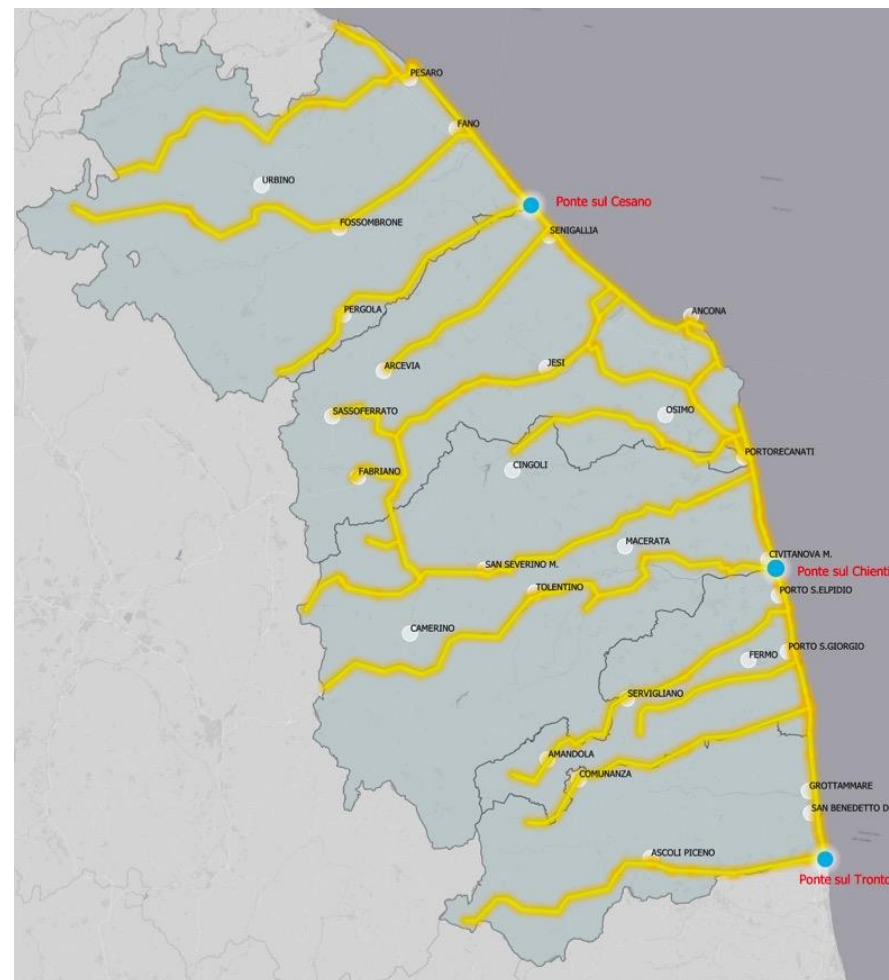 PESARO
FANO
URBINO
Ponte sul Cesano
FOSSOMBRONE
SENIGALLIA
PERGOLA
ANCONA
ARCEVIA
JESI
SASSOFERRATO
OSIMO
PORTORECANATI
CINGOLI
FABRIANO
MACERATA
CIVITANOVA M.
SAN SEVERINO M.
Ponte sul Chienti
TOLENTINO
PORTO S.ELPIDIO
CAMERINO
PORTO S.GIORGIO
FERMO
SERVIGLIANO
AMANDOLA
COMUNANZA
GROTTAMMARE
SAN BENEDETTO D
ASCOLI PICENO
Ponte sul Tronto